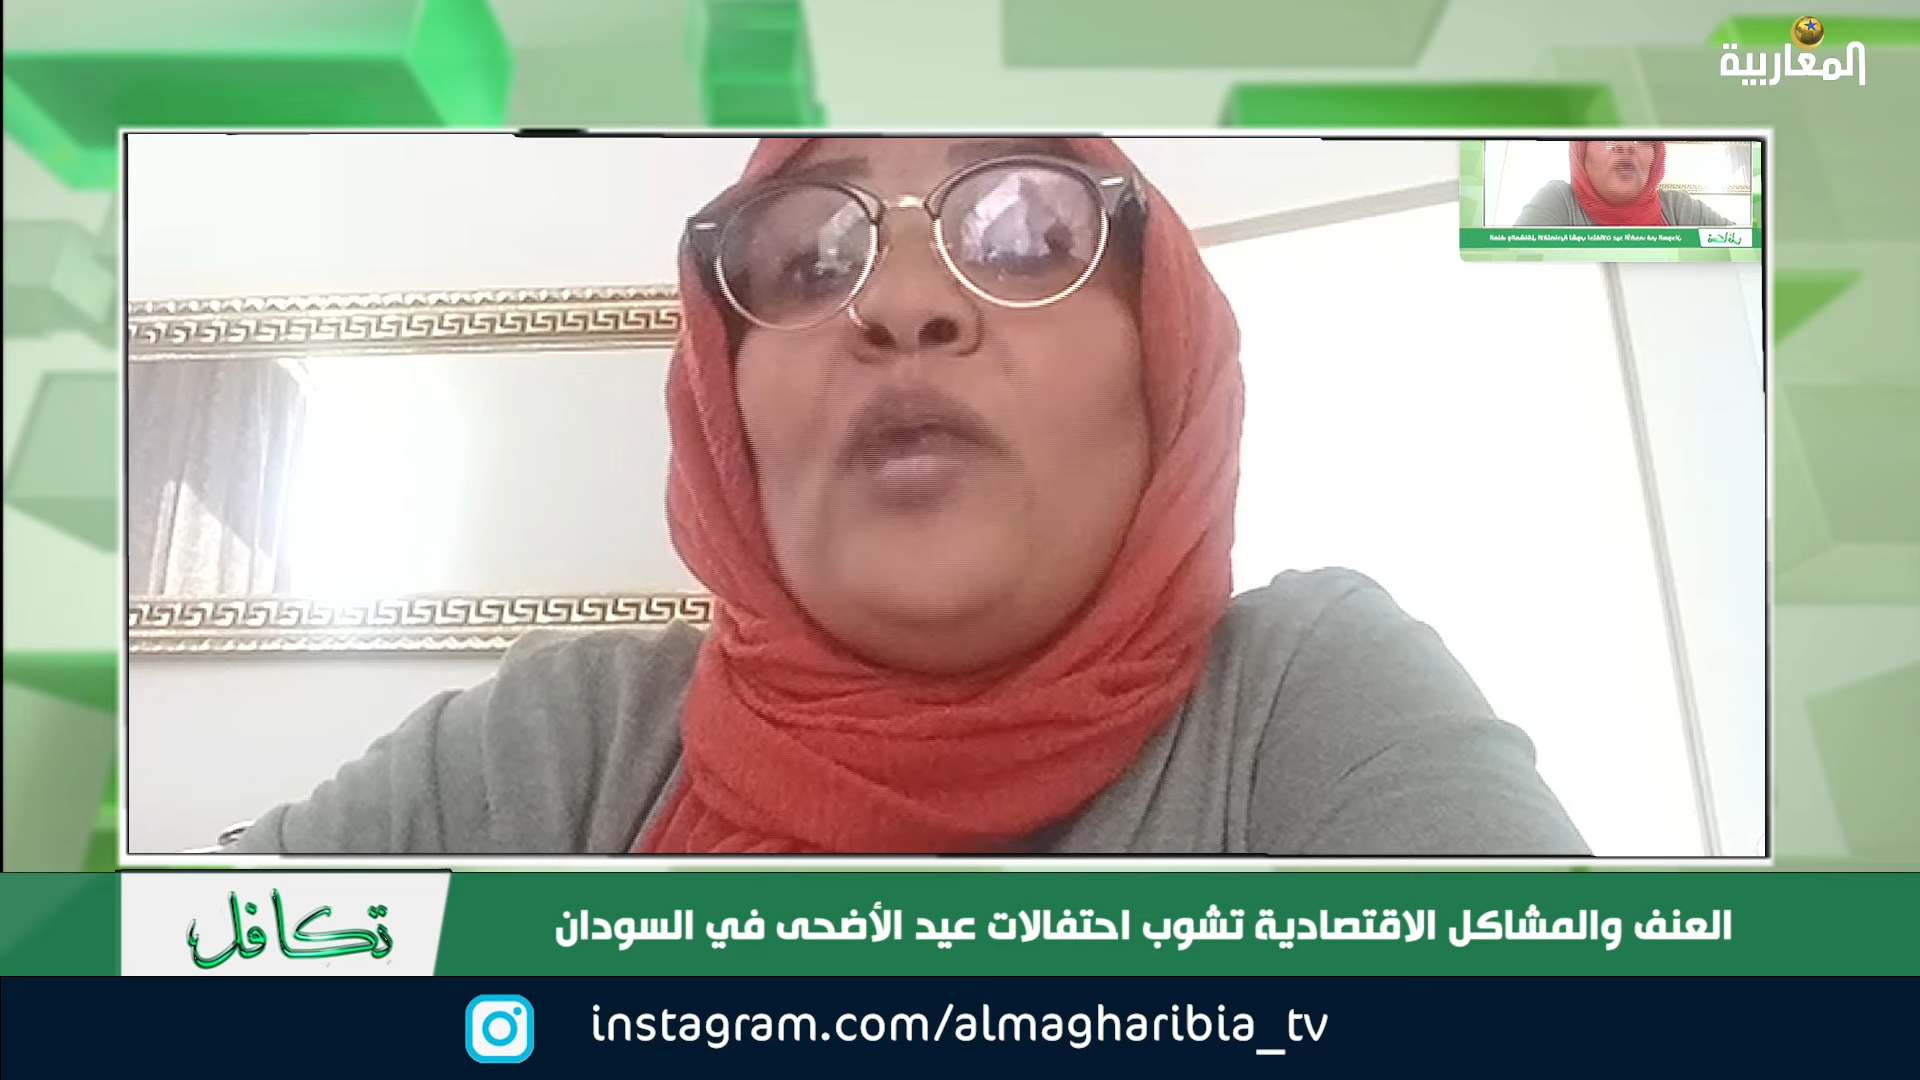 المغاربية
العنف والمشاكل الاقتصادية تشوب احتفالات عيد الأضحى في السودان
تكافل
instagram.com/almagharibia_tv